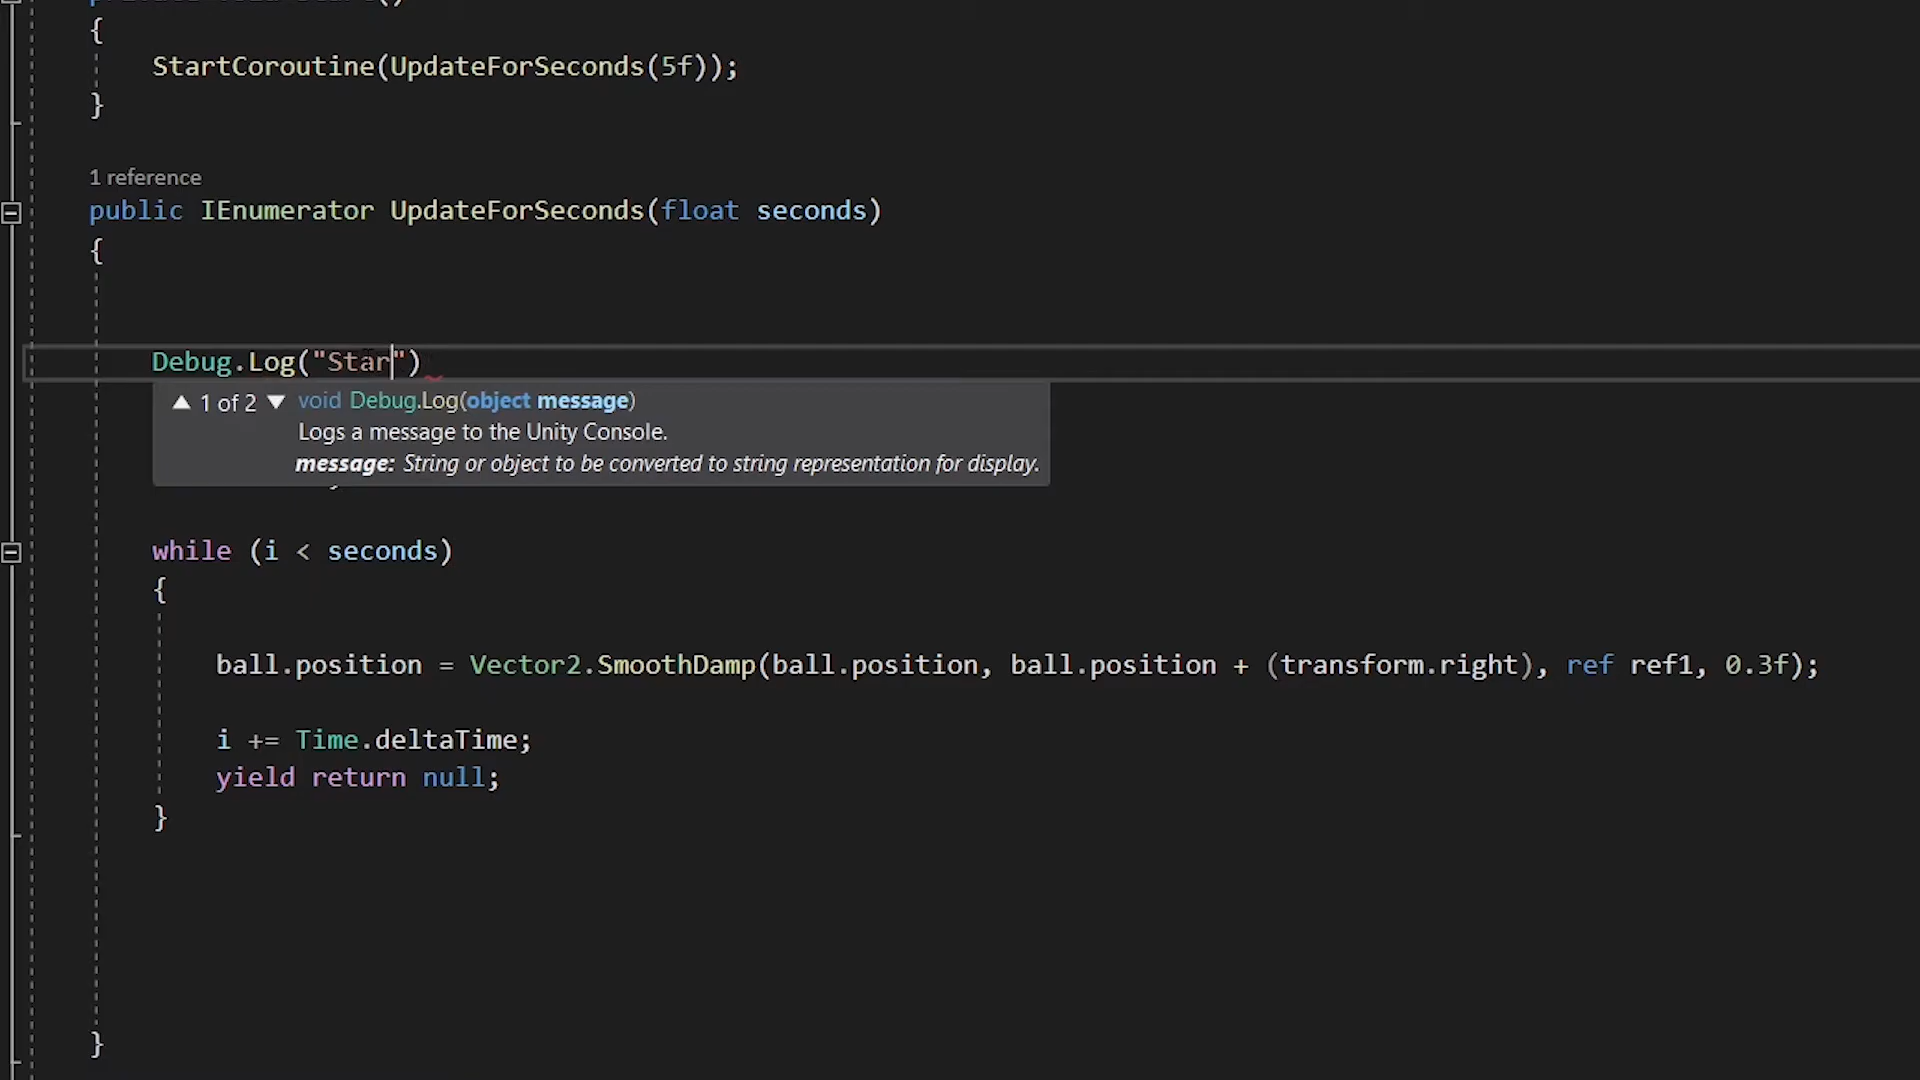 {
StartCoroutine(UpdateForSeconds(5f));
}
1 reference
public IEnumerator UpdateForSeconds(float seconds)
{
Debug.Log("Star")
1 of 2 void Debug.Log(object message)
Logs a message to the Unity Console.
message: String or object to be converted to string representation for display.
while (i < seconds)
{
ball.position = Vector2.SmoothDamp(ball.position, ball.position + (transform.right), ref ref1, 0.3f);
i += Time.deltaTime;
yield return null;
}
}